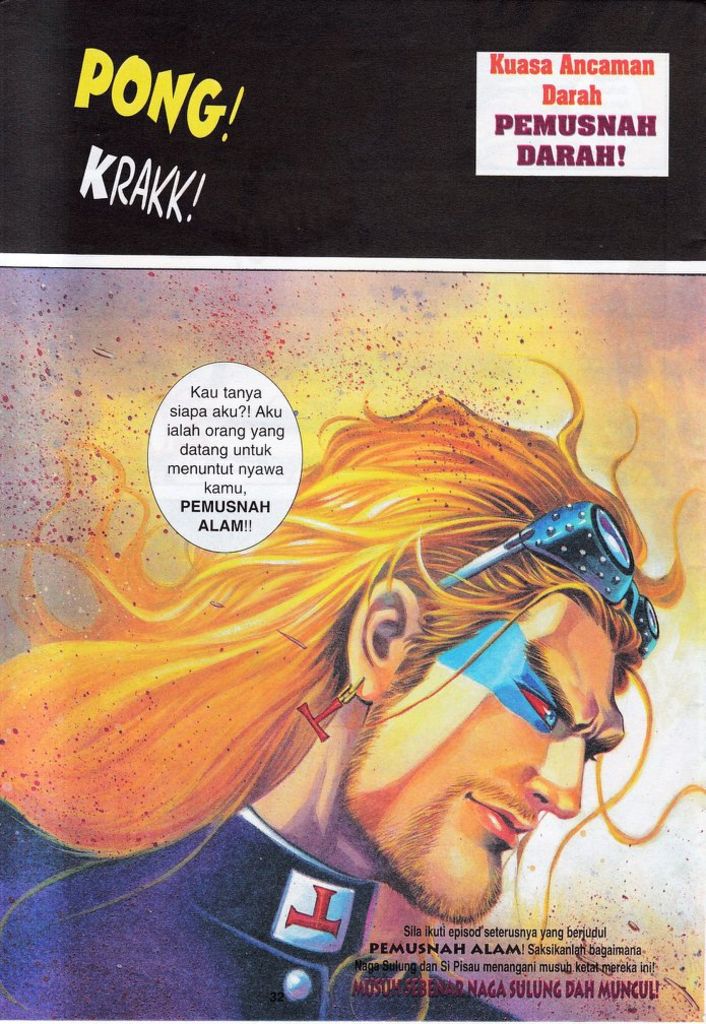 PONG!
KRAKK!
Kuasa Ancaman
Darah
PEMUSNAH
DARAH!
Kau tanya
siapa aku?! Aku
ialah orang yang
datang untuk
menuntut nyawa
kamu,
PEMUSNAH
ALAM!!
Sila ikuti episod seterusnya yang berjudul
PEMUSNAH ALAM! Saksikanlah bagaimana
Naga Sulung dan Si Pisau menangani musuh ketat mereka ini!
MUSUH SEBENAR NAGA SULUNG DAH MUNCUL!
32